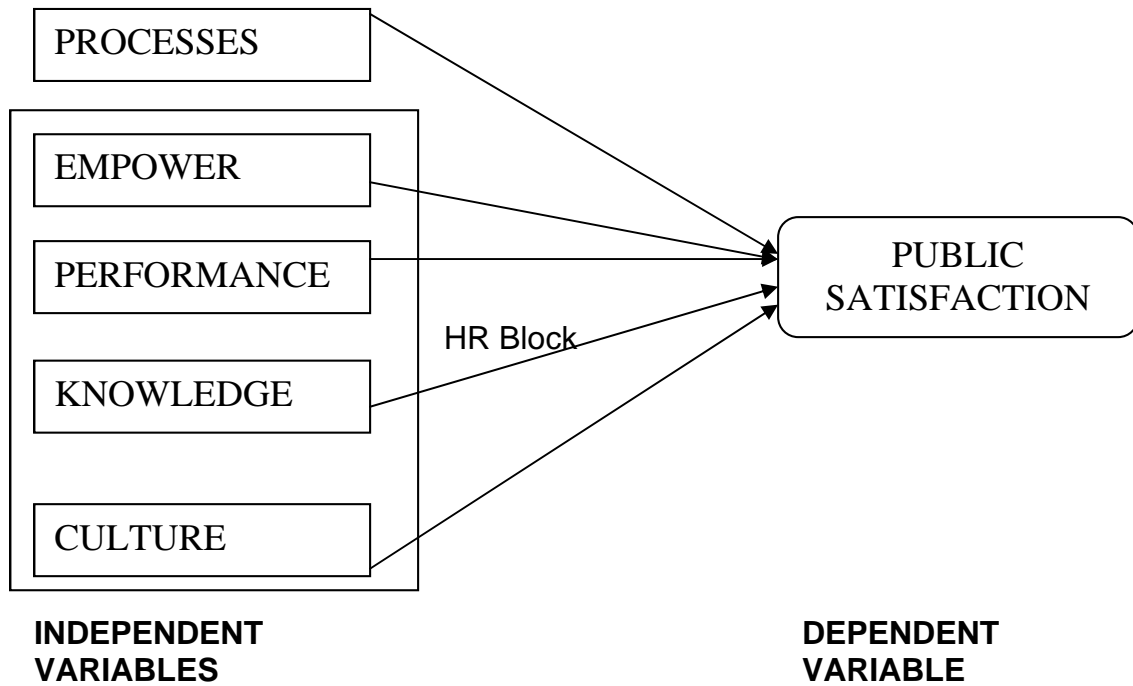 PROCESSES
EMPOWER
PERFORMANCE
KNOWLEDGE
CULTURE
HR Block
PUBLIC
SATISFACTION
INDEPENDENT
VARIABLES
DEPENDENT
VARIABLE